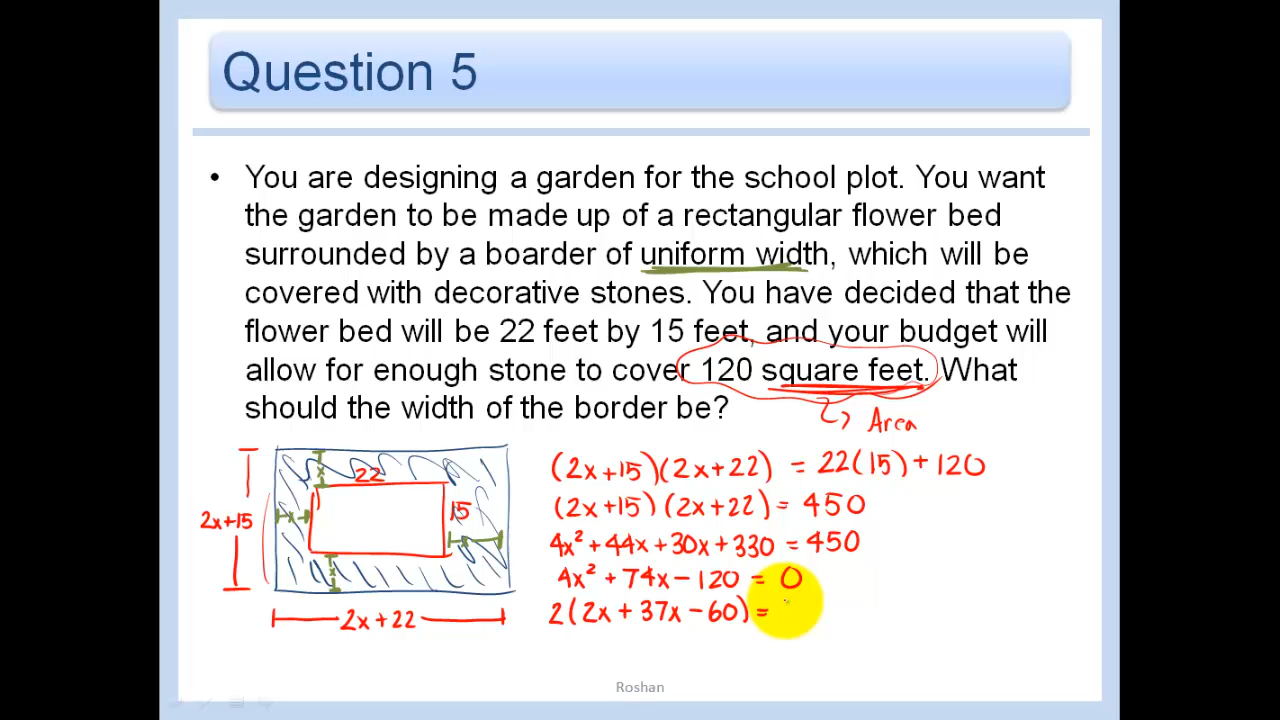 Question 5
• You are designing a garden for the school plot. You want
the garden to be made up of a rectangular flower bed
surrounded by a boarder of uniform width, which will be
covered with decorative stones. You have decided that the
flower bed will be 22 feet by 15 feet, and your budget will
allow for enough stone to cover 120 square feet. What
should the width of the border be?
Area
x
22
2x+15
x
15
x
x
2x+22
(2x+15)(2x+22) = 22(15)+120
(2x+15)(2x+22) = 450
4x²+44x+30x+330 = 450
4x²+74x-120 = 0
2(2x+37x-60) =
Roshan